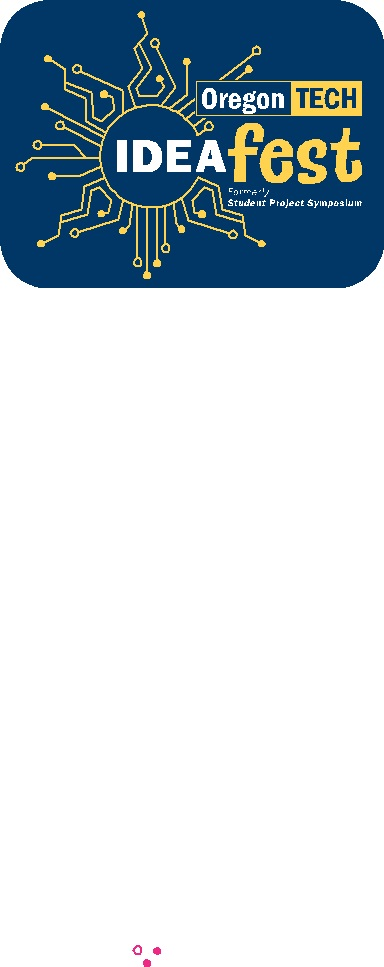 Oregon TECH
IDEAfest
Formerly
Student Project Symposium